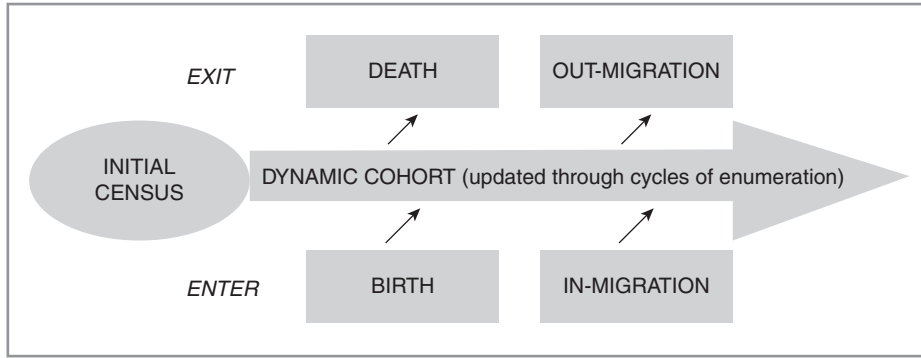 EXIT
DEATH
OUT-MIGRATION
INITIAL
CENSUS
DYNAMIC COHORT (updated through cycles of enumeration)
ENTER
BIRTH
IN-MIGRATION